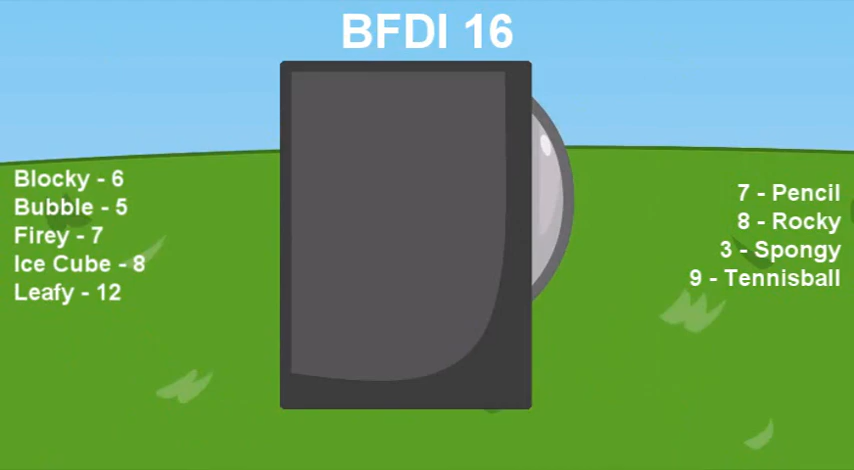 BFDI 16
Blocky - 6
Bubble - 5
Firey - 7
Ice Cube - 8
Leafy - 12
7 - Pencil
8 - Rocky
3 - Spongy
9 - Tennisball